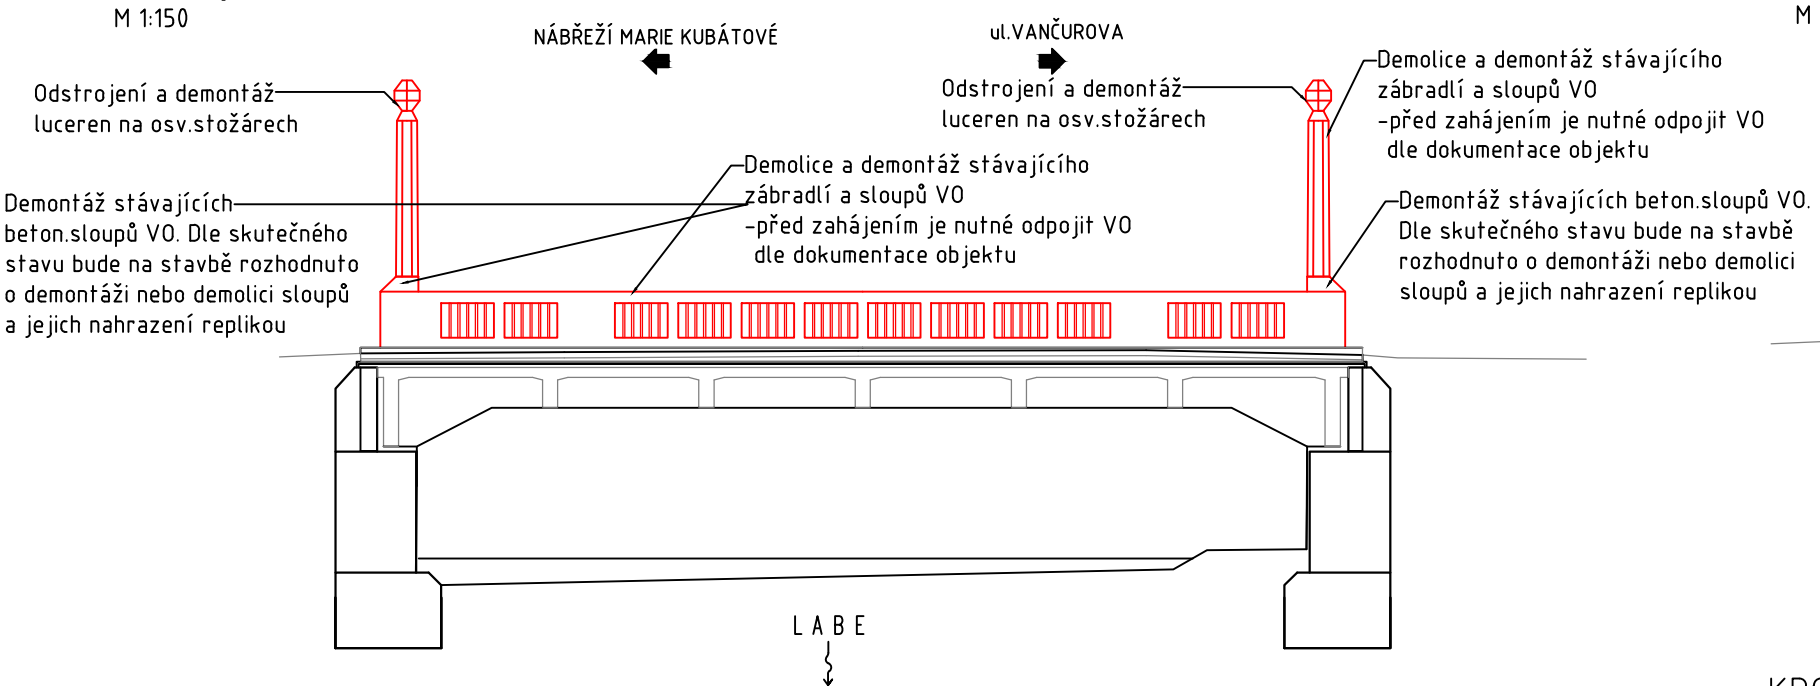 M 1:150
M
NÁBŘEŽÍ MARIE KUBÁTOVÉ
ul.VANČUROVA
Odstrojení a demontáž
luceren na osv.stožárech
Odstrojení a demontáž
luceren na osv.stožárech
Demolice a demontáž stávajícího
zábradlí a sloupů VO
-před zahájením je nutné odpojit VO
dle dokumentace objektu
Demolice a demontáž stávajícího
zábradlí a sloupů VO
-před zahájením je nutné odpojit VO
dle dokumentace objektu
Demontáž stávajících
beton.sloupů VO. Dle skutečného
stavu bude na stavbě rozhodnuto
o demontáži nebo demolici sloupů
a jejich nahrazení replikou
Demontáž stávajících beton.sloupů VO.
Dle skutečného stavu bude na stavbě
rozhodnuto o demontáži nebo demolici
sloupů a jejich nahrazení replikou
LABE